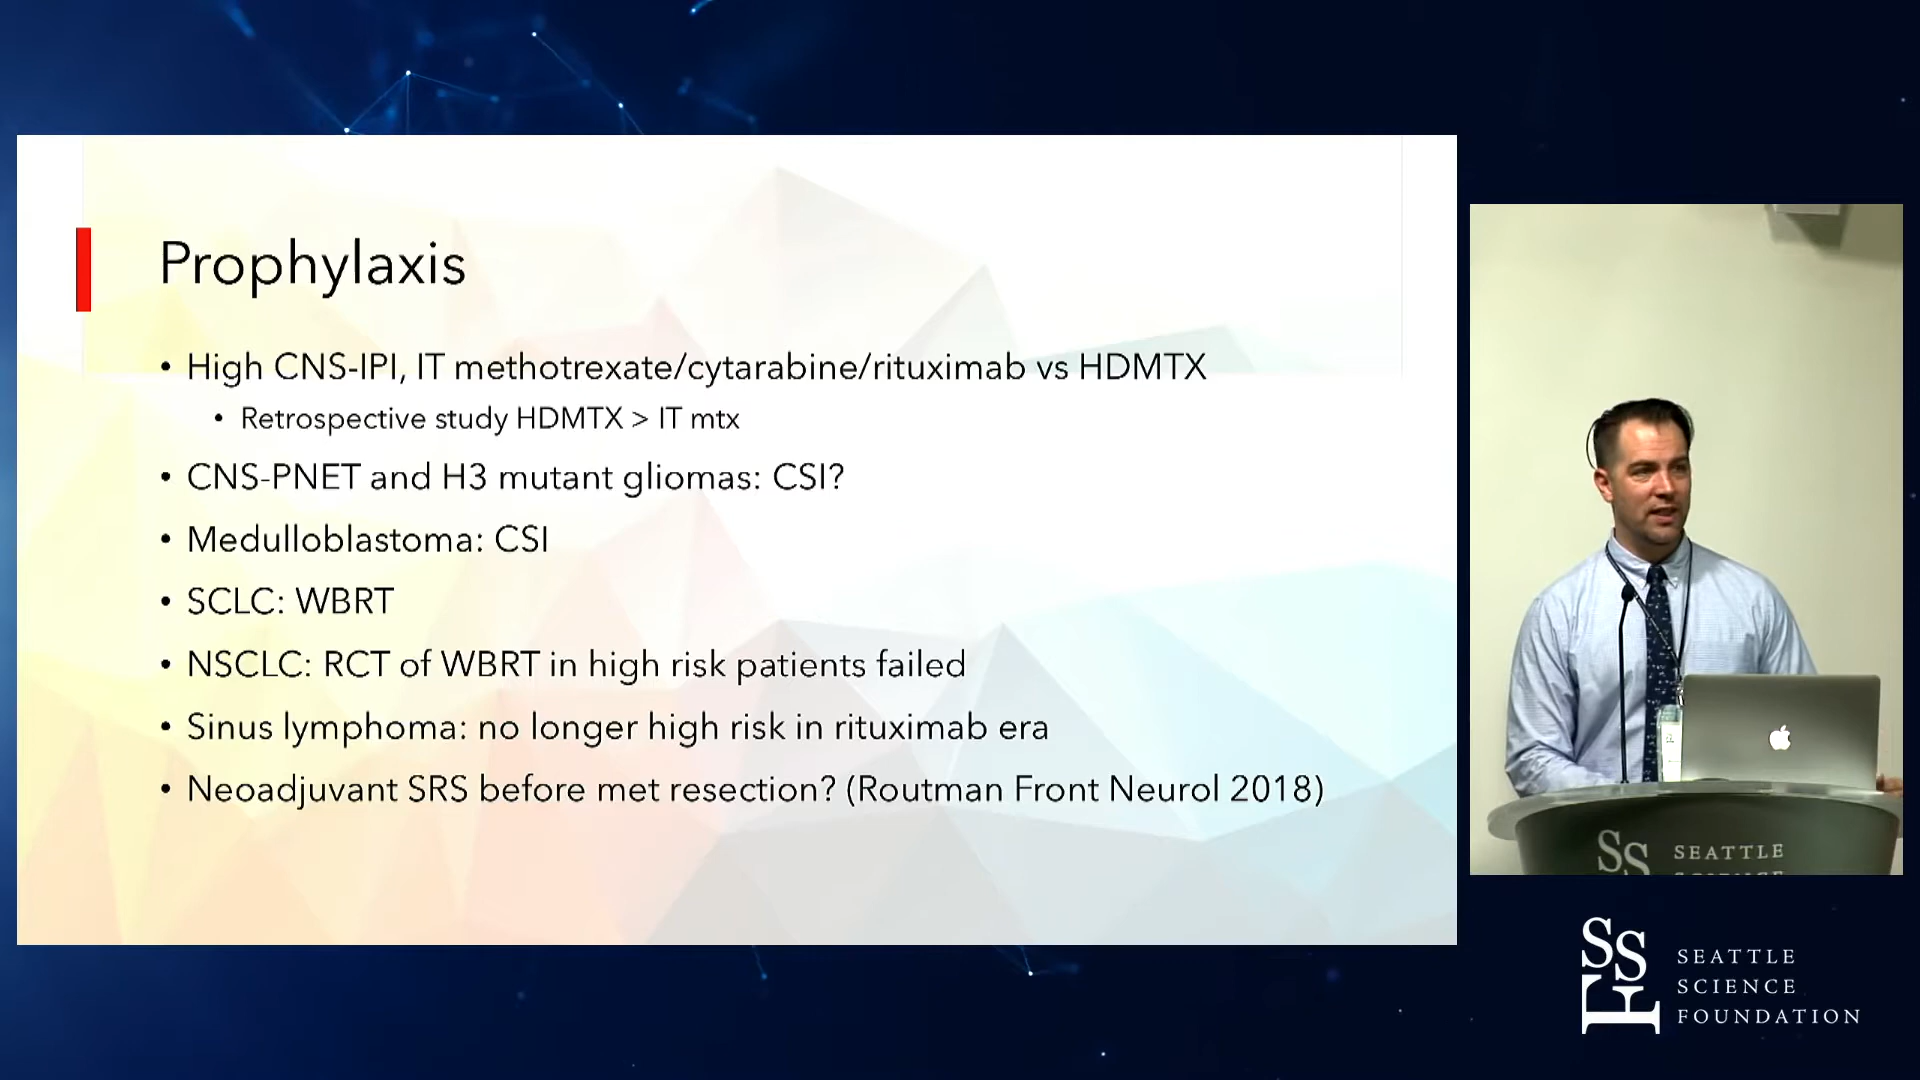 Prophylaxis
• High CNS-IPI, IT methotrexate/cytarabine/rituximab vs HDMTX
• Retrospective study HDMTX > IT mtx
• CNS-PNET and H3 mutant gliomas: CSI?
• Medulloblastoma: CSI
• SCLC: WBRT
• NSCLC: RCT of WBRT in high risk patients failed
• Sinus lymphoma: no longer high risk in rituximab era
• Neoadjuvant SRS before met resection? (Routman Front Neurol 2018)
SS
SEATTLE
SCIENCE
SSF
SEATTLE
SCIENCE
FOUNDATION